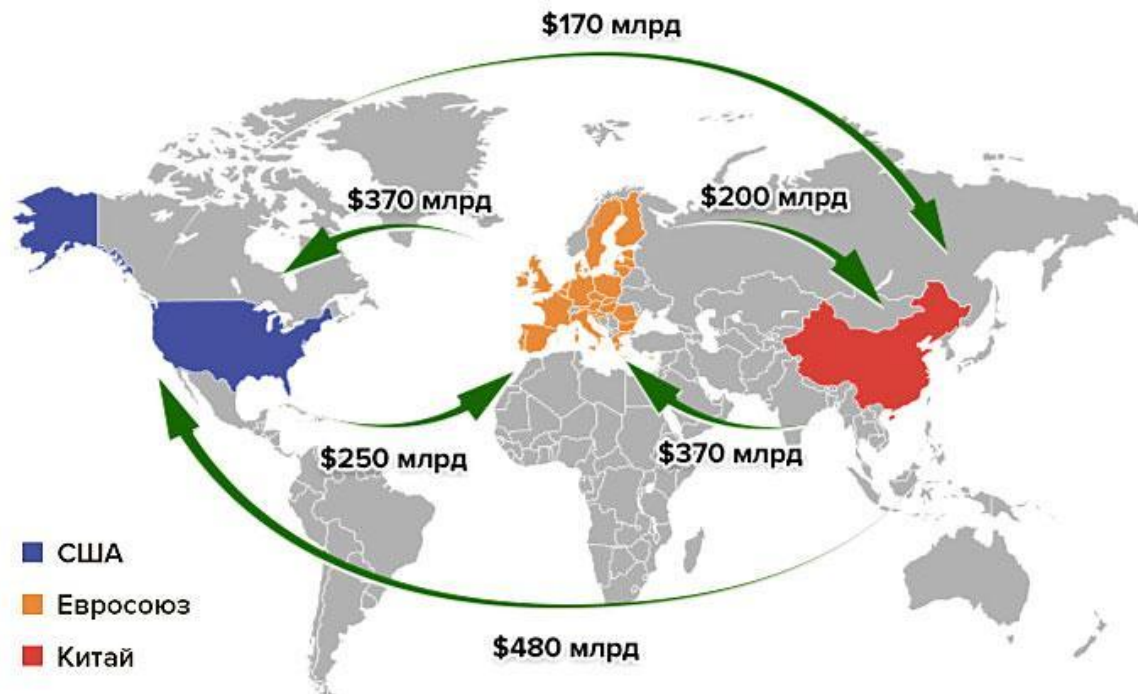 $170 млрд
$370 млрд
$200 млрд
$250 млрд
$370 млрд
США
Евросоюз
Китай
$480 млрд